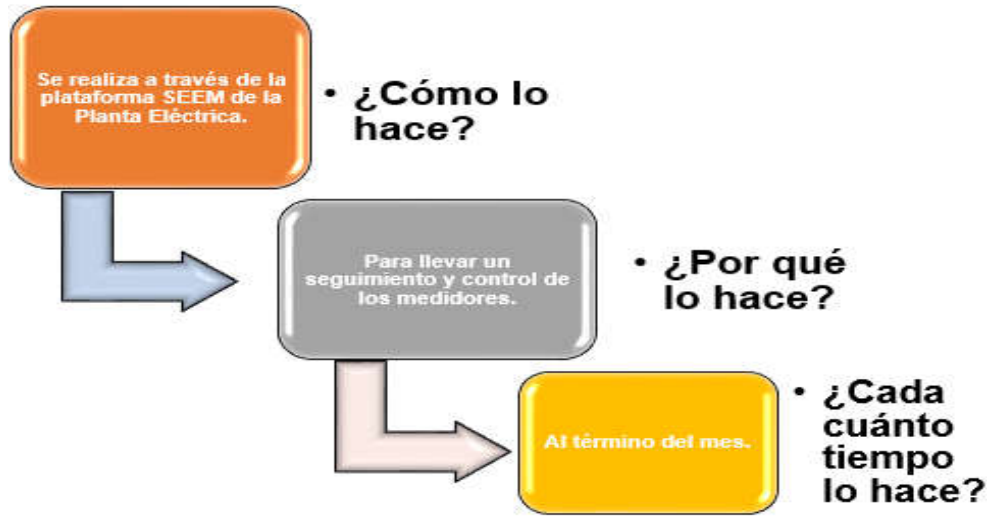 Se realiza a través de la
plataforma SEEM de la
Planta Eléctrica.
• ¿Cómo lo
hace?
Para llevar un
seguimiento y control de
los medidores.
• ¿Por qué
lo hace?
Al término del mes.
• ¿Cada
cuánto
tiempo
lo hace?